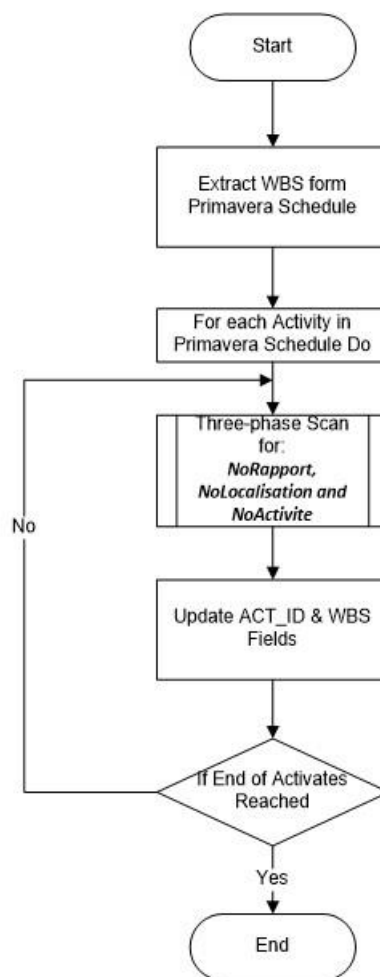 Start
Extract WBS form
Primavera Schedule
For each Activity in
Primavera Schedule Do
Three-phase Scan
for:
NoRapport,
NoLocalisation and
NoActivite
No
Update ACT_ID & WBS
Fields
If End of Activates
Reached
Yes
End